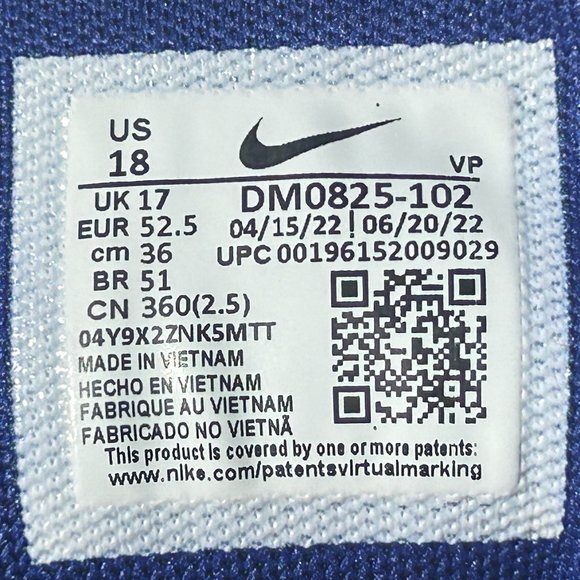 US
18
VP
UK 17
DM0825-102
EUR 52.5
04/15/22 | 06/20/22
cm 36
UPC 00196152009029
BR 51
CN 360(2.5)
04Y9X2ZNK5MTT
MADE IN VIETNAM
HECHO EN VIETNAM
FABRIQUE AU VIETNAM
FABRICADO NO VIETNÃ
This product is covered by one or more patents:
www.nike.com/patentsvirtualmarking